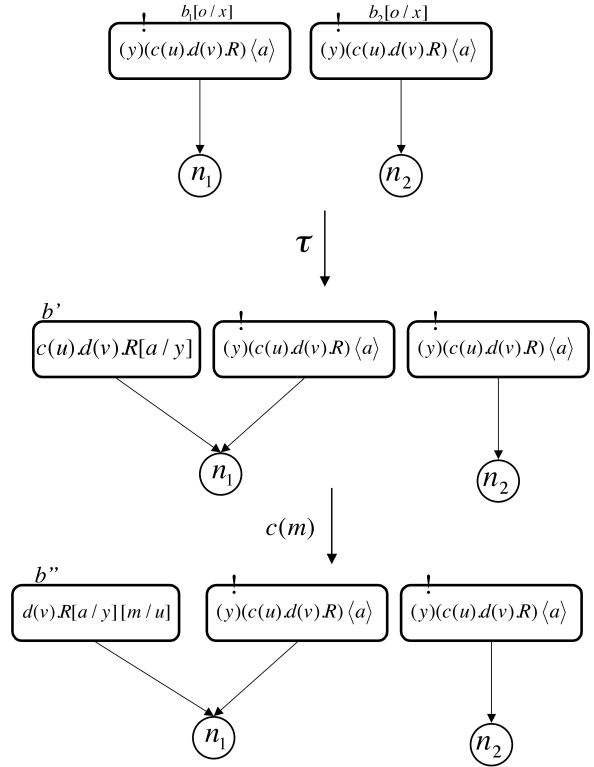 b₁[o / x] b₂[o / x]
! !
(y)(c(u).d(v).R)⟨a⟩ (y)(c(u).d(v).R)⟨a⟩
n₁ n₂
τ
b’
! !
c(u).d(v).R[a / y] (y)(c(u).d(v).R)⟨a⟩ (y)(c(u).d(v).R)⟨a⟩
n₁ n₂
c(m)
b’’
! !
d(v).R[a / y][m / u] (y)(c(u).d(v).R)⟨a⟩ (y)(c(u).d(v).R)⟨a⟩
n₁ n₂